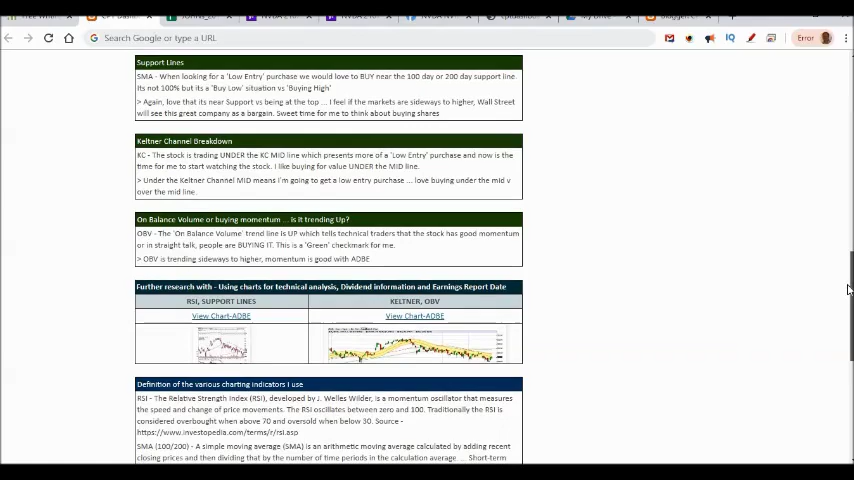 Search Google or type a URL
IQ
Error
Support Lines
SMA - When looking for a 'Low Entry' purchase we would love to BUY near the 100 day or 200 day support line.
Its not 100% but its a 'Buy Low' situation vs 'Buying High'
> Again, love that its near Support vs being at the top ... I feel if the markets are sideways to higher, Wall Street
will see this great company as a bargain. Sweet time for me to think about buying shares
Keltner Channel Breakdown
KC - The stock is trading UNDER the KC MID line which presents more of a 'Low Entry' purchase and now is the
time for me to start watching the stock. I like buying for value UNDER the MID line.
> Under the Keltner Channel MID means I'm going to get a low entry purchase ... love buying under the mid v
over the mid line.
On Balance Volume or buying momentum ... is it trending Up?
OBV - The 'On Balance Volume' trend line is UP which tells technical traders that the stock has good momentum
or in straight talk, people are BUYING IT. This is a 'Green' checkmark for me.
> OBV is trending sideways to higher, momentum is good with ADBE
Further research with - Using charts for technical analysis, Dividend information and Earnings Report Date
RSI, SUPPORT LINES KELTNER, OBV
View Chart-ADBE View Chart-ADBE
Definition of the various charting indicators I use
RSI - The Relative Strength Index (RSI), developed by J. Welles Wilder, is a momentum oscillator that measures
the speed and change of price movements. The RSI oscillates between zero and 100. Traditionally the RSI is
considered overbought when above 70 and oversold when below 30. Source -
https://www.investopedia.com/terms/r/rsi.asp
SMA (100/200) - A simple moving average (SMA) is an arithmetic moving average calculated by adding recent
closing prices and then dividing that by the number of time periods in the calculation average. ... Short-term